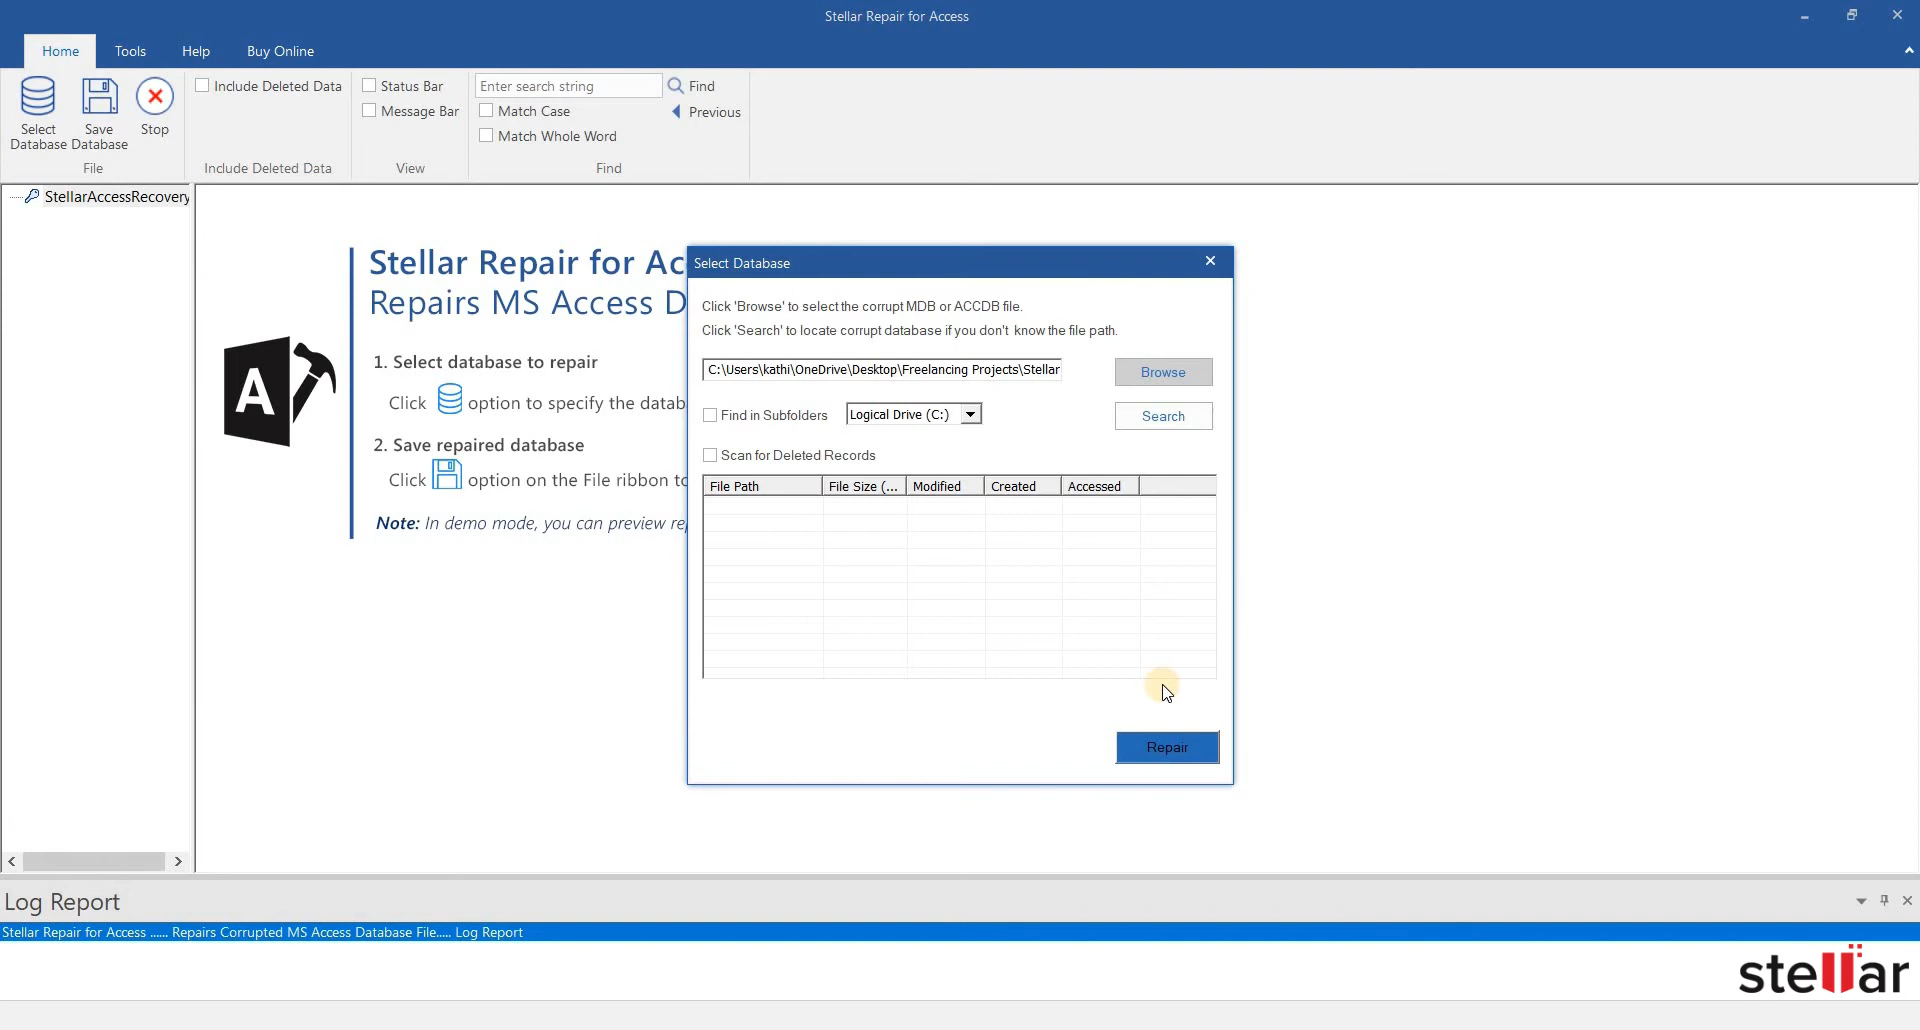 Stellar Repair for Access
Home Tools Help Buy Online
Select Database
Save Database
Stop
File
Include Deleted Data
Include Deleted Data
Status Bar
Message Bar
View
Enter search string
Find
Match Case
Previous
Match Whole Word
Find
StellarAccessRecovery
Stellar Repair for Ac
Repairs MS Access D
A
1. Select database to repair
Click option to specify the datab
2. Save repaired database
Click option on the File ribbon to
Note: In demo mode, you can preview re
Select Database
Click 'Browse' to select the corrupt MDB or ACCDB file.
Click 'Search' to locate corrupt database if you don't know the file path.
C:\Users\kathi\OneDrive\Desktop\Freelancing Projects\Stellar
Browse
Find in Subfolders Logical Drive (C:)
Search
Scan for Deleted Records
File Path File Size (... Modified Created Accessed
Repair
Log Report
Stellar Repair for Access ...... Repairs Corrupted MS Access Database File..... Log Report
stellar